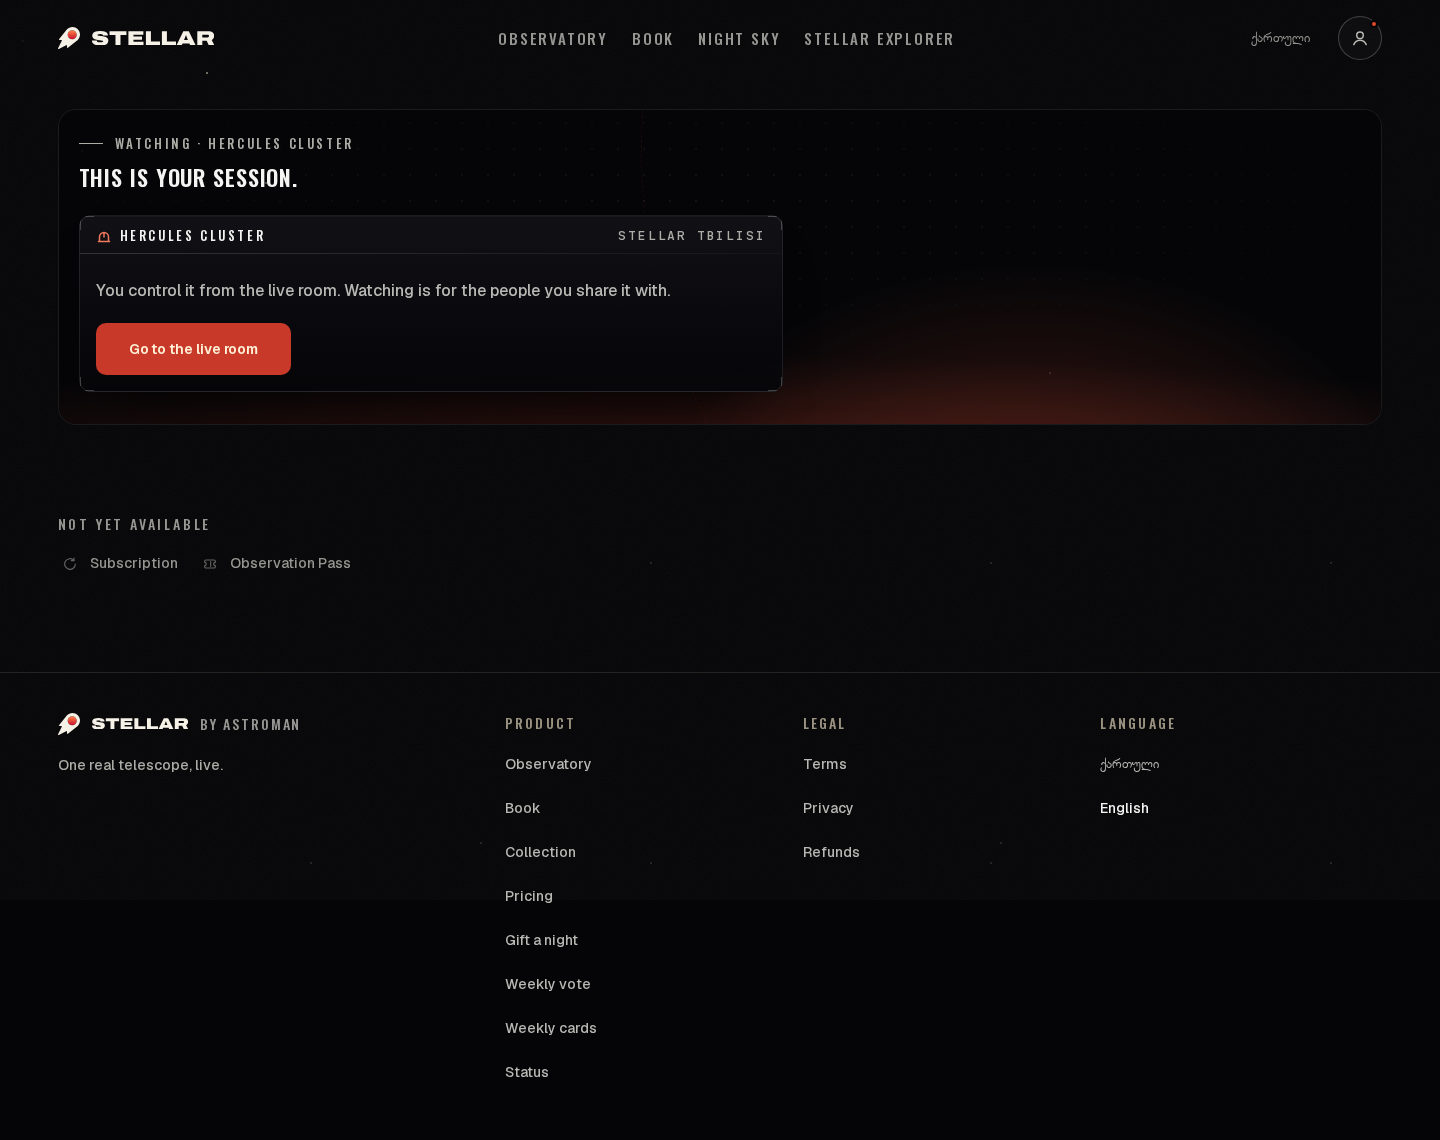 STELLAR
OBSERVATORY BOOK NIGHT SKY STELLAR EXPLORER
ქართული
WATCHING · HERCULES CLUSTER
THIS IS YOUR SESSION.
HERCULES CLUSTER
STELLAR TBILISI
You control it from the live room. Watching is for the people you share it with.
Go to the live room
NOT YET AVAILABLE
Subscription
Observation Pass
STELLAR BY ASTROMAN
One real telescope, live.
PRODUCT
Observatory
Book
Collection
Pricing
Gift a night
Weekly vote
Weekly cards
Status
LEGAL
Terms
Privacy
Refunds
LANGUAGE
ქართული
English